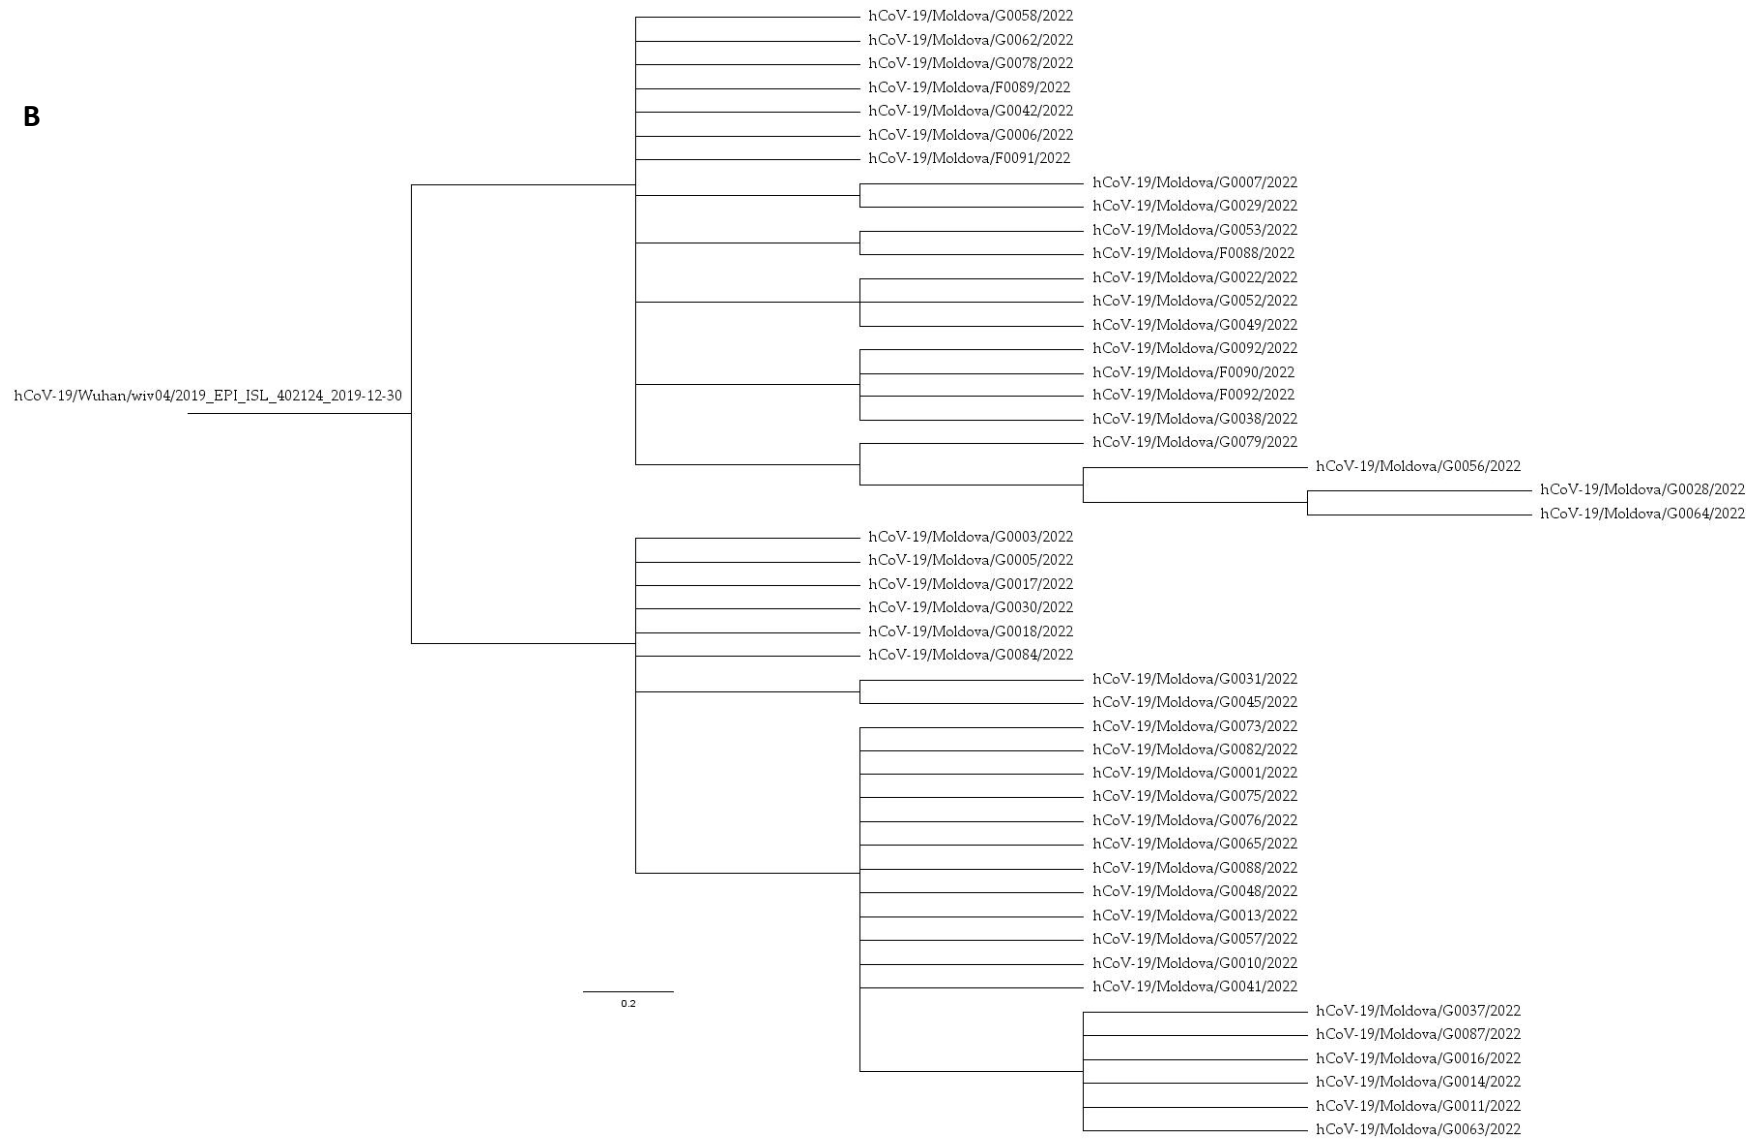 hCoV-19/Moldova/G0058/2022
hCoV-19/Moldova/G0062/2022
hCoV-19/Moldova/G0078/2022
hCoV-19/Moldova/F0089/2022
B
hCoV-19/Moldova/G0042/2022
hCoV-19/Moldova/G0006/2022
hCoV-19/Moldova/F0091/2022
hCoV-19/Moldova/G0007/2022
hCoV-19/Moldova/G0029/2022
hCoV-19/Moldova/G0053/2022
hCoV-19/Moldova/F0088/2022
hCoV-19/Moldova/G0022/2022
hCoV-19/Moldova/G0052/2022
hCoV-19/Moldova/G0049/2022
hCoV-19/Moldova/G0092/2022
hCoV-19/Moldova/F0090/2022
hCoV-19/Wuhan/wiv04/2019_EPI_ISL_402124_2019-12-30
hCoV-19/Moldova/F0092/2022
hCoV-19/Moldova/G0038/2022
hCoV-19/Moldova/G0079/2022
hCoV-19/Moldova/G0056/2022
hCoV-19/Moldova/G0028/2022
hCoV-19/Moldova/G0064/2022
hCoV-19/Moldova/G0003/2022
hCoV-19/Moldova/G0005/2022
hCoV-19/Moldova/G0017/2022
hCoV-19/Moldova/G0030/2022
hCoV-19/Moldova/G0018/2022
hCoV-19/Moldova/G0084/2022
hCoV-19/Moldova/G0031/2022
hCoV-19/Moldova/G0045/2022
hCoV-19/Moldova/G0073/2022
hCoV-19/Moldova/G0082/2022
hCoV-19/Moldova/G0001/2022
hCoV-19/Moldova/G0075/2022
hCoV-19/Moldova/G0076/2022
hCoV-19/Moldova/G0065/2022
hCoV-19/Moldova/G0088/2022
hCoV-19/Moldova/G0048/2022
hCoV-19/Moldova/G0013/2022
hCoV-19/Moldova/G0057/2022
hCoV-19/Moldova/G0010/2022
hCoV-19/Moldova/G0041/2022
0.2
hCoV-19/Moldova/G0037/2022
hCoV-19/Moldova/G0087/2022
hCoV-19/Moldova/G0016/2022
hCoV-19/Moldova/G0014/2022
hCoV-19/Moldova/G0011/2022
hCoV-19/Moldova/G0063/2022